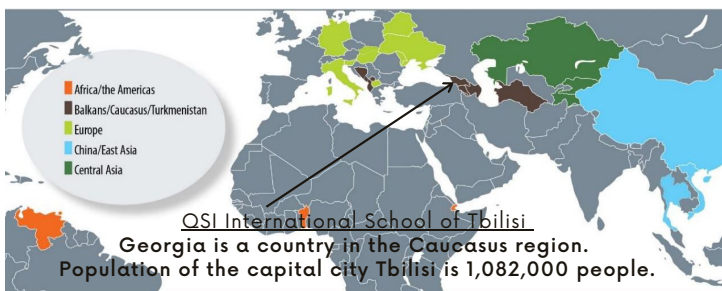 Africa/the Americas
Balkans/Caucasus/Turkmenistan
Europe
China/East Asia
Central Asia
QSI International School of Tbilisi
Georgia is a country in the Caucasus region.
Population of the capital city Tbilisi is 1,082,000 people.